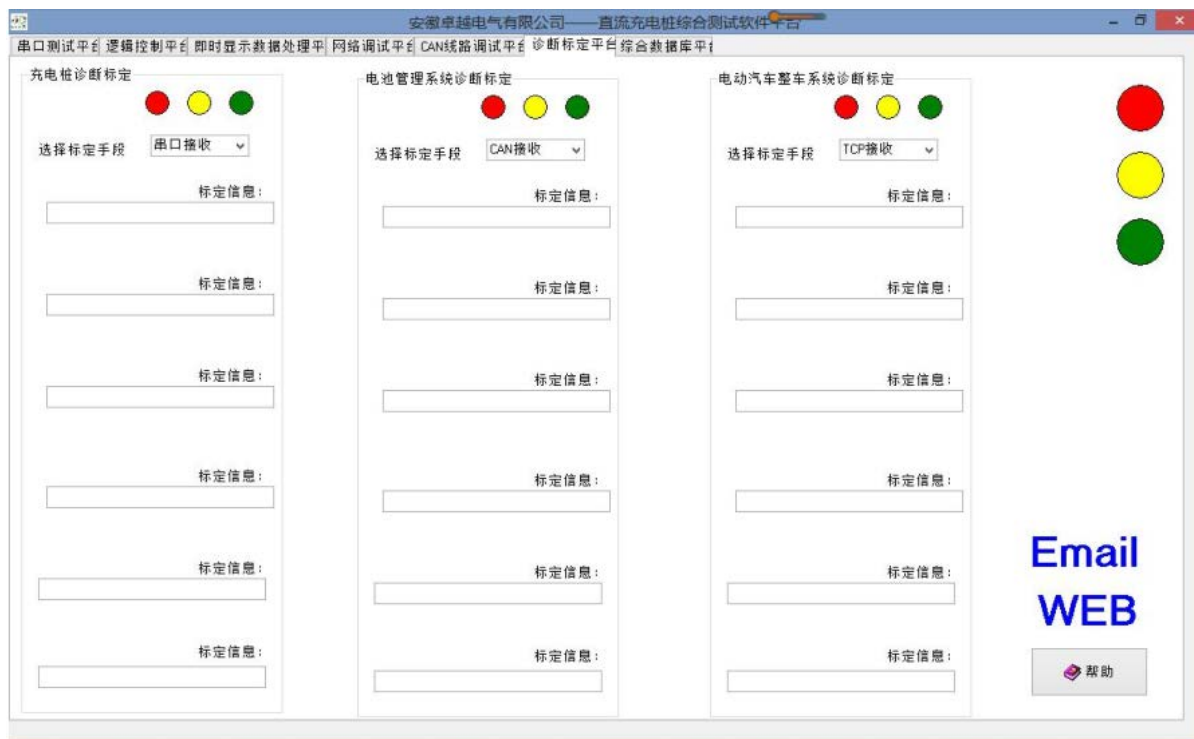 安徽卓越电气有限公司——直流充电桩综合测试软件平台
串口测试平台 逻辑控制平台 即时显示数据处理平 网络调试平台 CAN线路调试平台 诊断标定平台 综合数据库平台
充电桩诊断标定
选择标定手段 串口接收
标定信息:
标定信息:
标定信息:
标定信息:
标定信息:
标定信息:
电池管理系统诊断标定
选择标定手段 CAN接收
标定信息:
标定信息:
标定信息:
标定信息:
标定信息:
标定信息:
电动汽车整车系统诊断标定
选择标定手段 TCP接收
标定信息:
标定信息:
标定信息:
标定信息:
标定信息:
标定信息:
Email
WEB
帮助